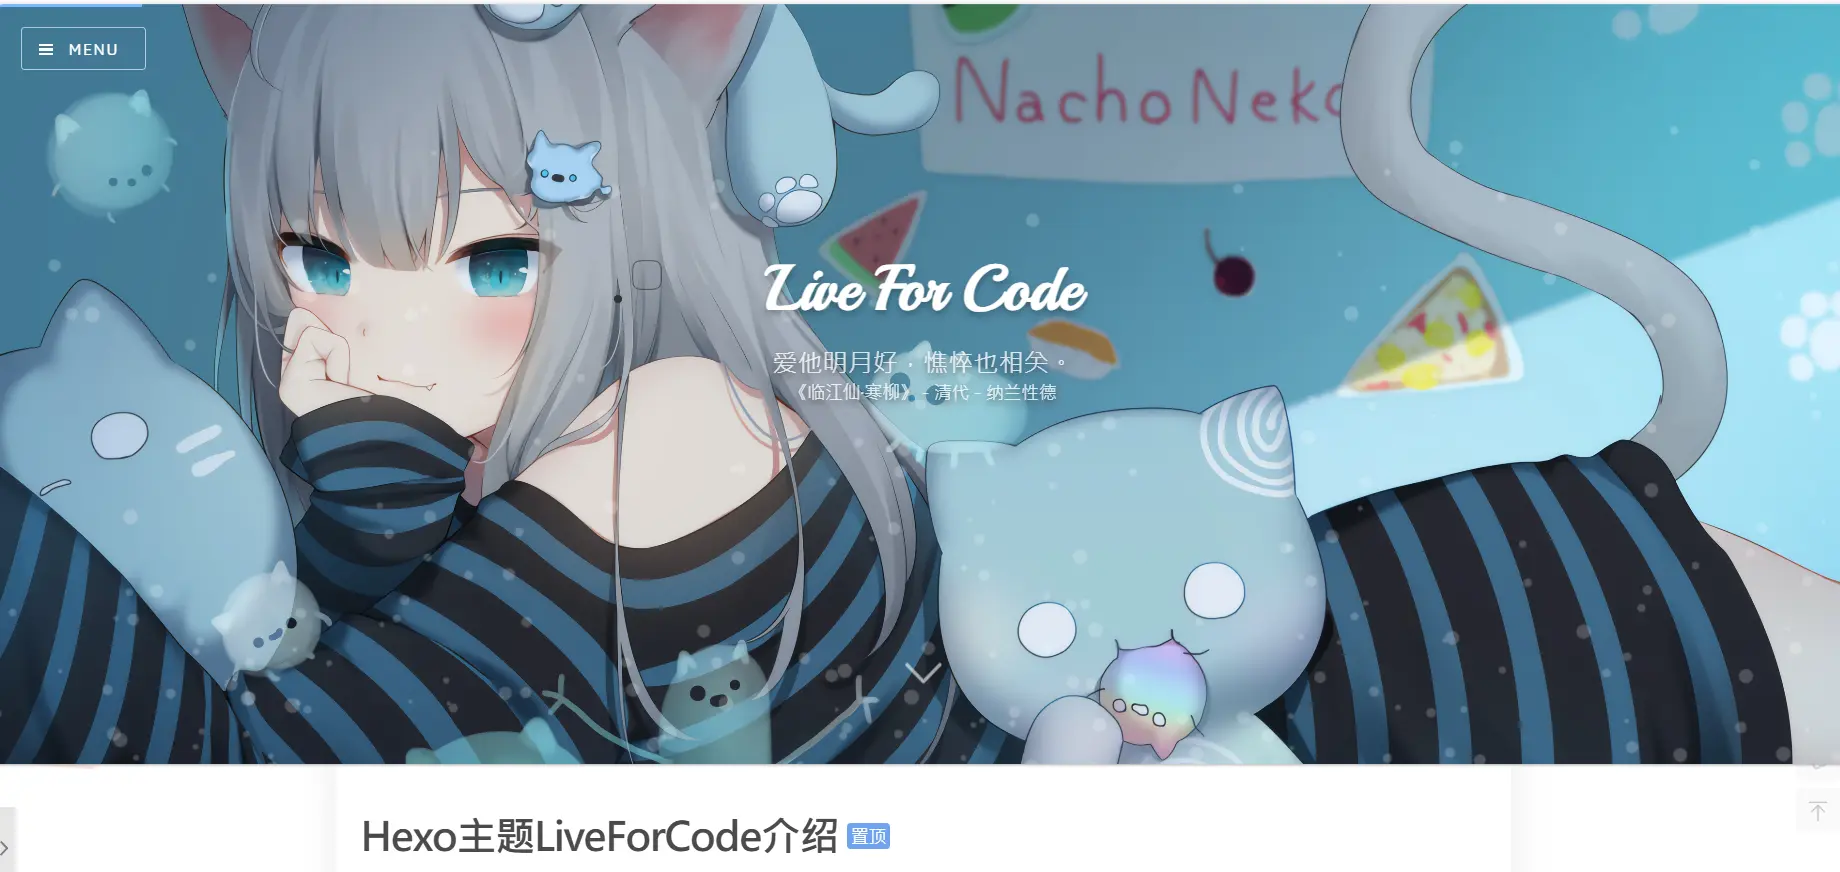 MENU
Nacho Neko
Live For Code
爱他明月好，憔悴也相关。
《临江仙·寒柳》 - 清代 - 纳兰性德
Hexo主题LiveForCode介绍 置顶